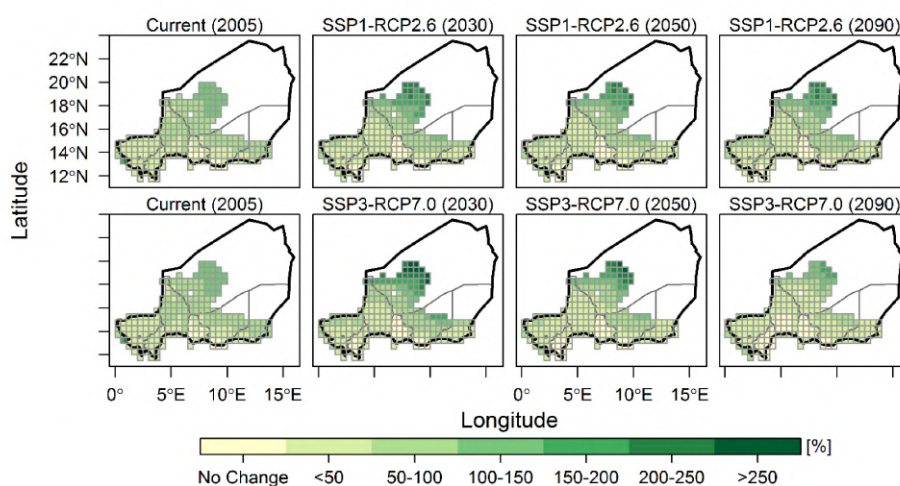 Current (2005) SSP1-RCP2.6 (2030) SSP1-RCP2.6 (2050) SSP1-RCP2.6 (2090)
22°N
20°N
18°N
16°N
14°N
12°N
Latitude
Current (2005) SSP3-RCP7.0 (2030) SSP3-RCP7.0 (2050) SSP3-RCP7.0 (2090)
0° 5°E 10°E 15°E 0° 5°E 10°E 15°E
Longitude
[%]
No Change <50 50-100 100-150 150-200 200-250 >250